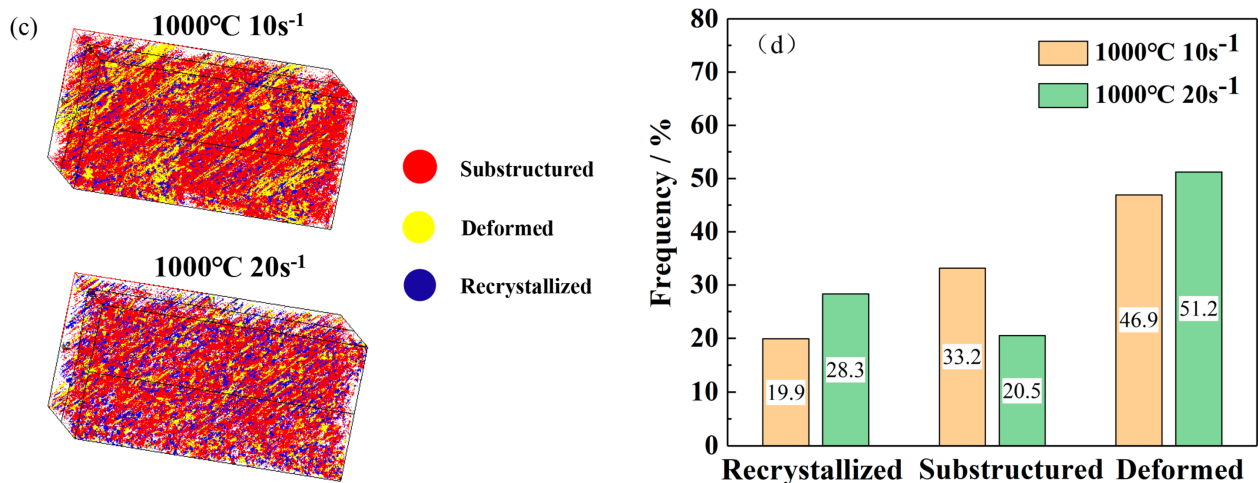 (c)
1000℃ 10s⁻¹
Substructured
Deformed
Recrystallized
1000℃ 20s⁻¹
（d）
1000℃ 10s⁻¹
1000℃ 20s⁻¹
Frequency / %
80
70
60
50
40
30
20
10
0
19.9
28.3
33.2
20.5
46.9
51.2
Recrystallized Substructured Deformed